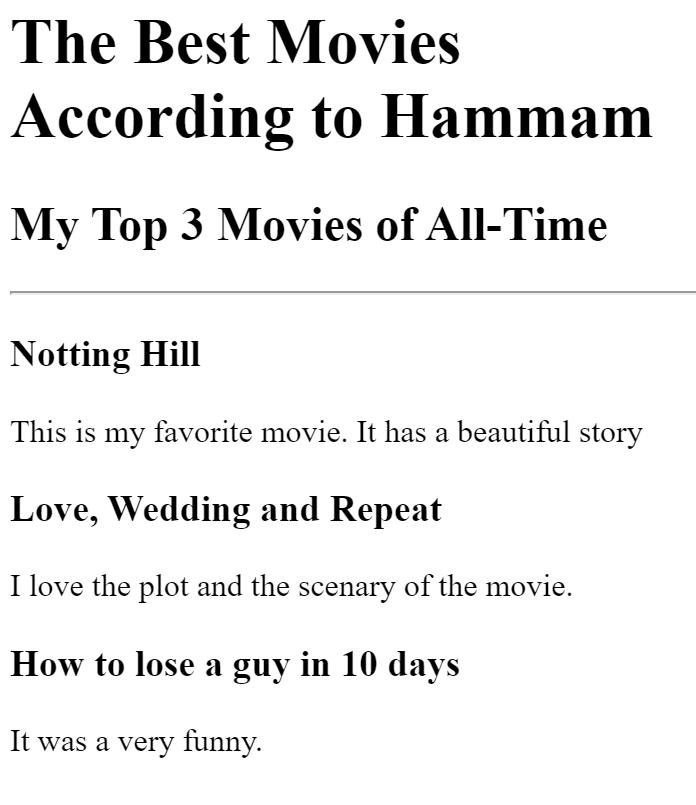 The Best Movies
According to Hammam
My Top 3 Movies of All-Time
Notting Hill
This is my favorite movie. It has a beautiful story
Love, Wedding and Repeat
I love the plot and the scenary of the movie.
How to lose a guy in 10 days
It was a very funny.